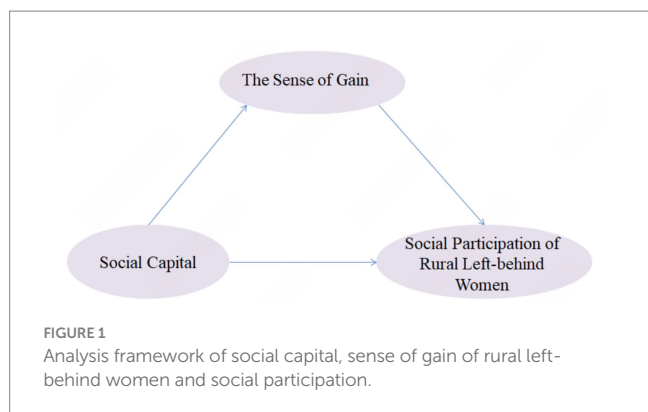 The Sense of Gain
Social Capital
Social Participation of
Rural Left-behind
Women
FIGURE 1
Analysis framework of social capital, sense of gain of rural left-
behind women and social participation.